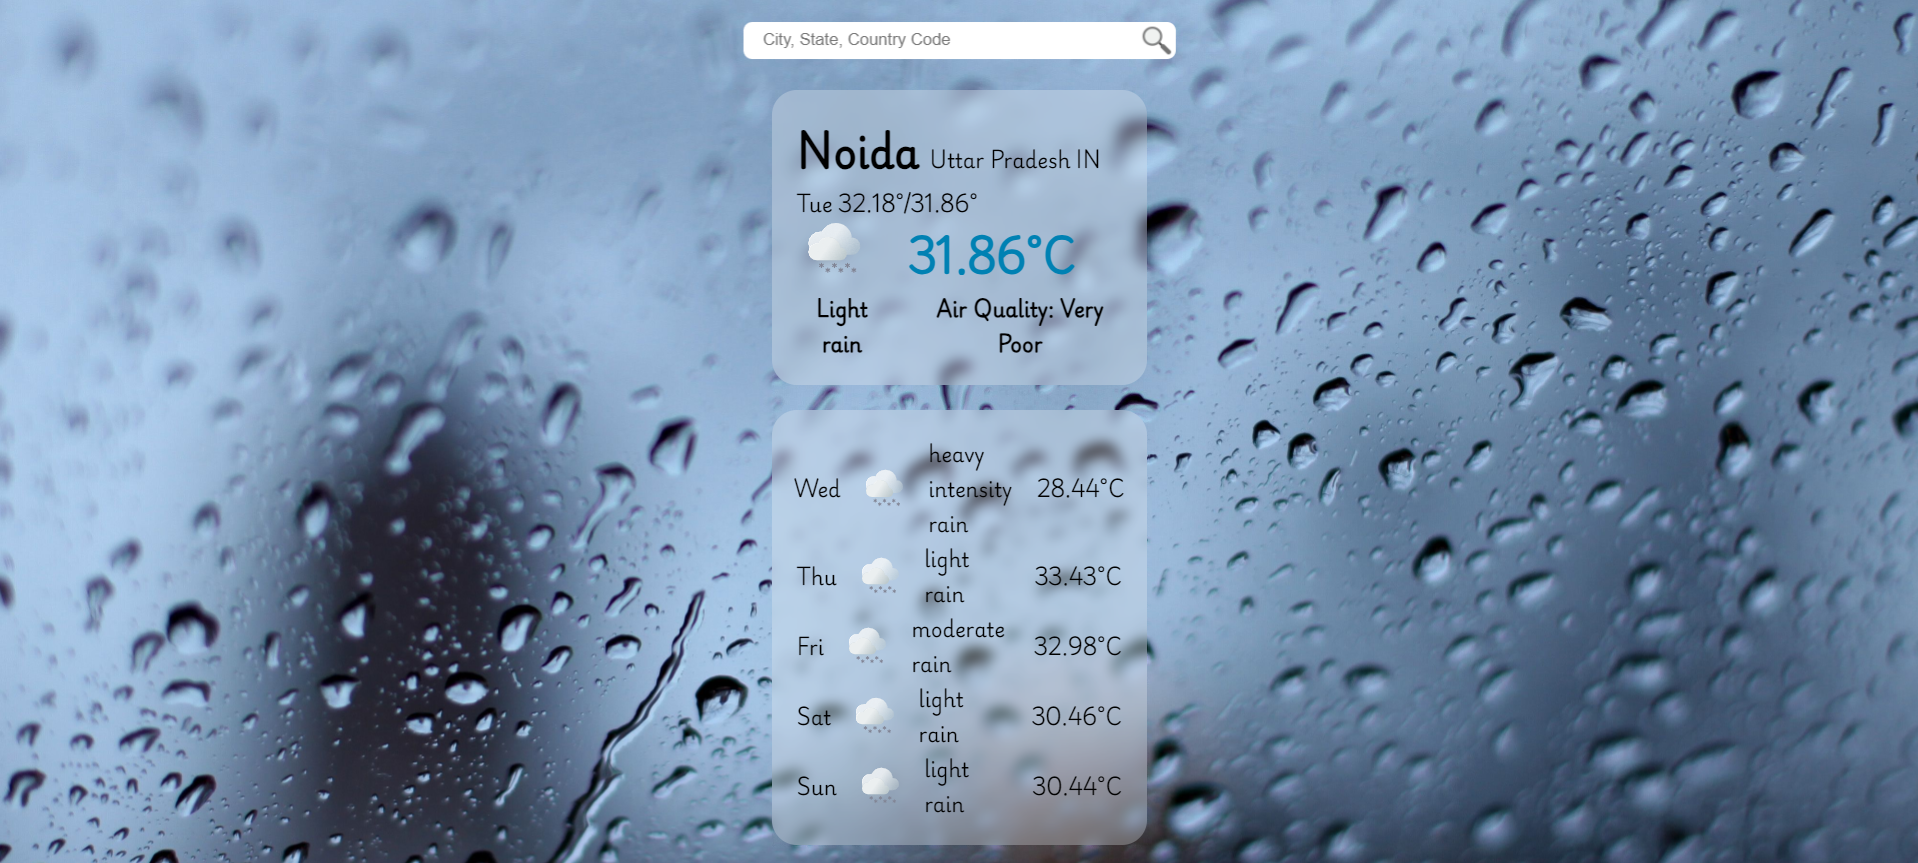 City, State, Country Code
Noida Uttar Pradesh IN
Tue 32.18°/31.86°
31.86°C
Light
rain
Air Quality: Very
Poor
Wed
heavy
intensity
rain
28.44°C
Thu
light
rain
33.43°C
Fri
moderate
rain
32.98°C
Sat
light
rain
30.46°C
Sun
light
rain
30.44°C